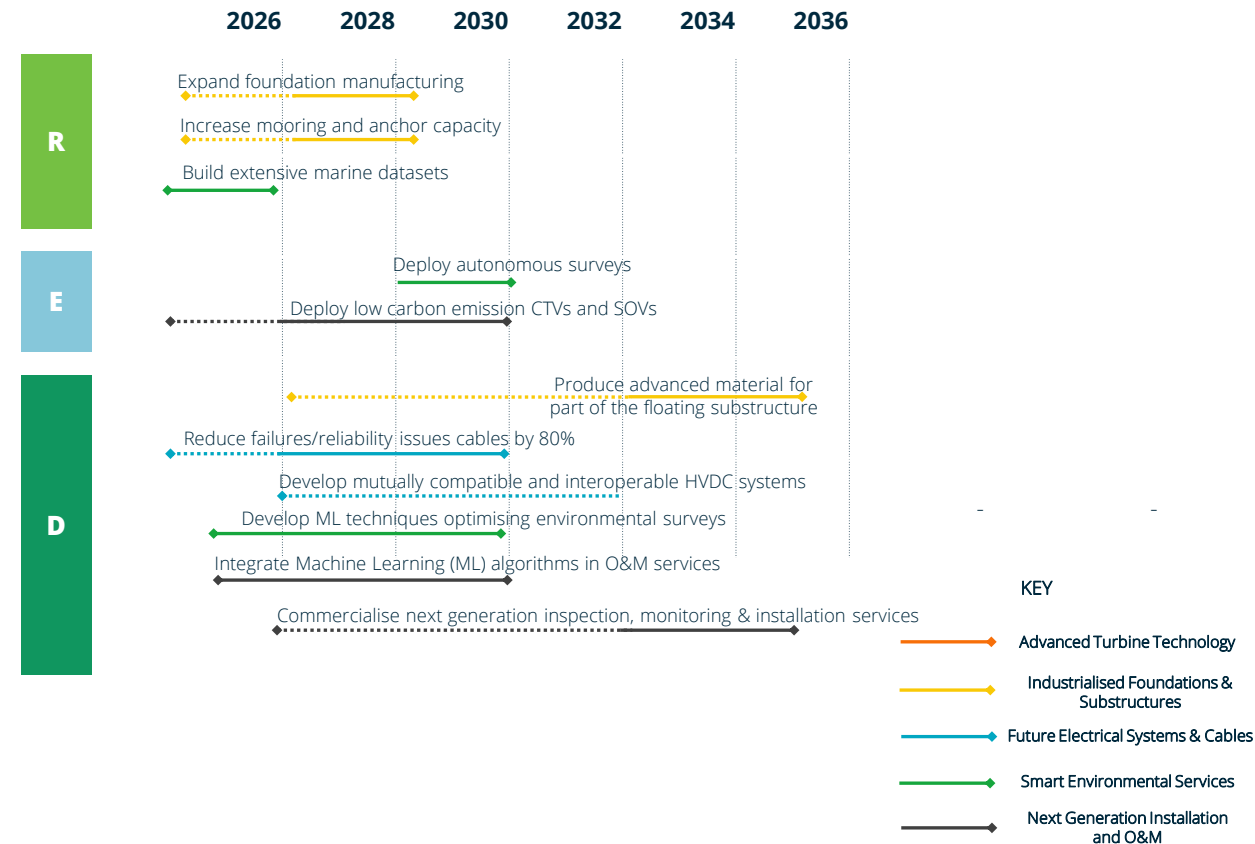 2026 2028 2030 2032 2034 2036
R
Expand foundation manufacturing
Increase mooring and anchor capacity
Build extensive marine datasets
E
Deploy autonomous surveys
Deploy low carbon emission CTVs and SOVs
D
Produce advanced material for
part of the floating substructure
Reduce failures/reliability issues cables by 80%
Develop mutually compatible and interoperable HVDC systems
Develop ML techniques optimising environmental surveys
Integrate Machine Learning (ML) algorithms in O&M services
Commercialise next generation inspection, monitoring & installation services
KEY
Advanced Turbine Technology
Industrialised Foundations &
Substructures
Future Electrical Systems & Cables
Smart Environmental Services
Next Generation Installation
and O&M